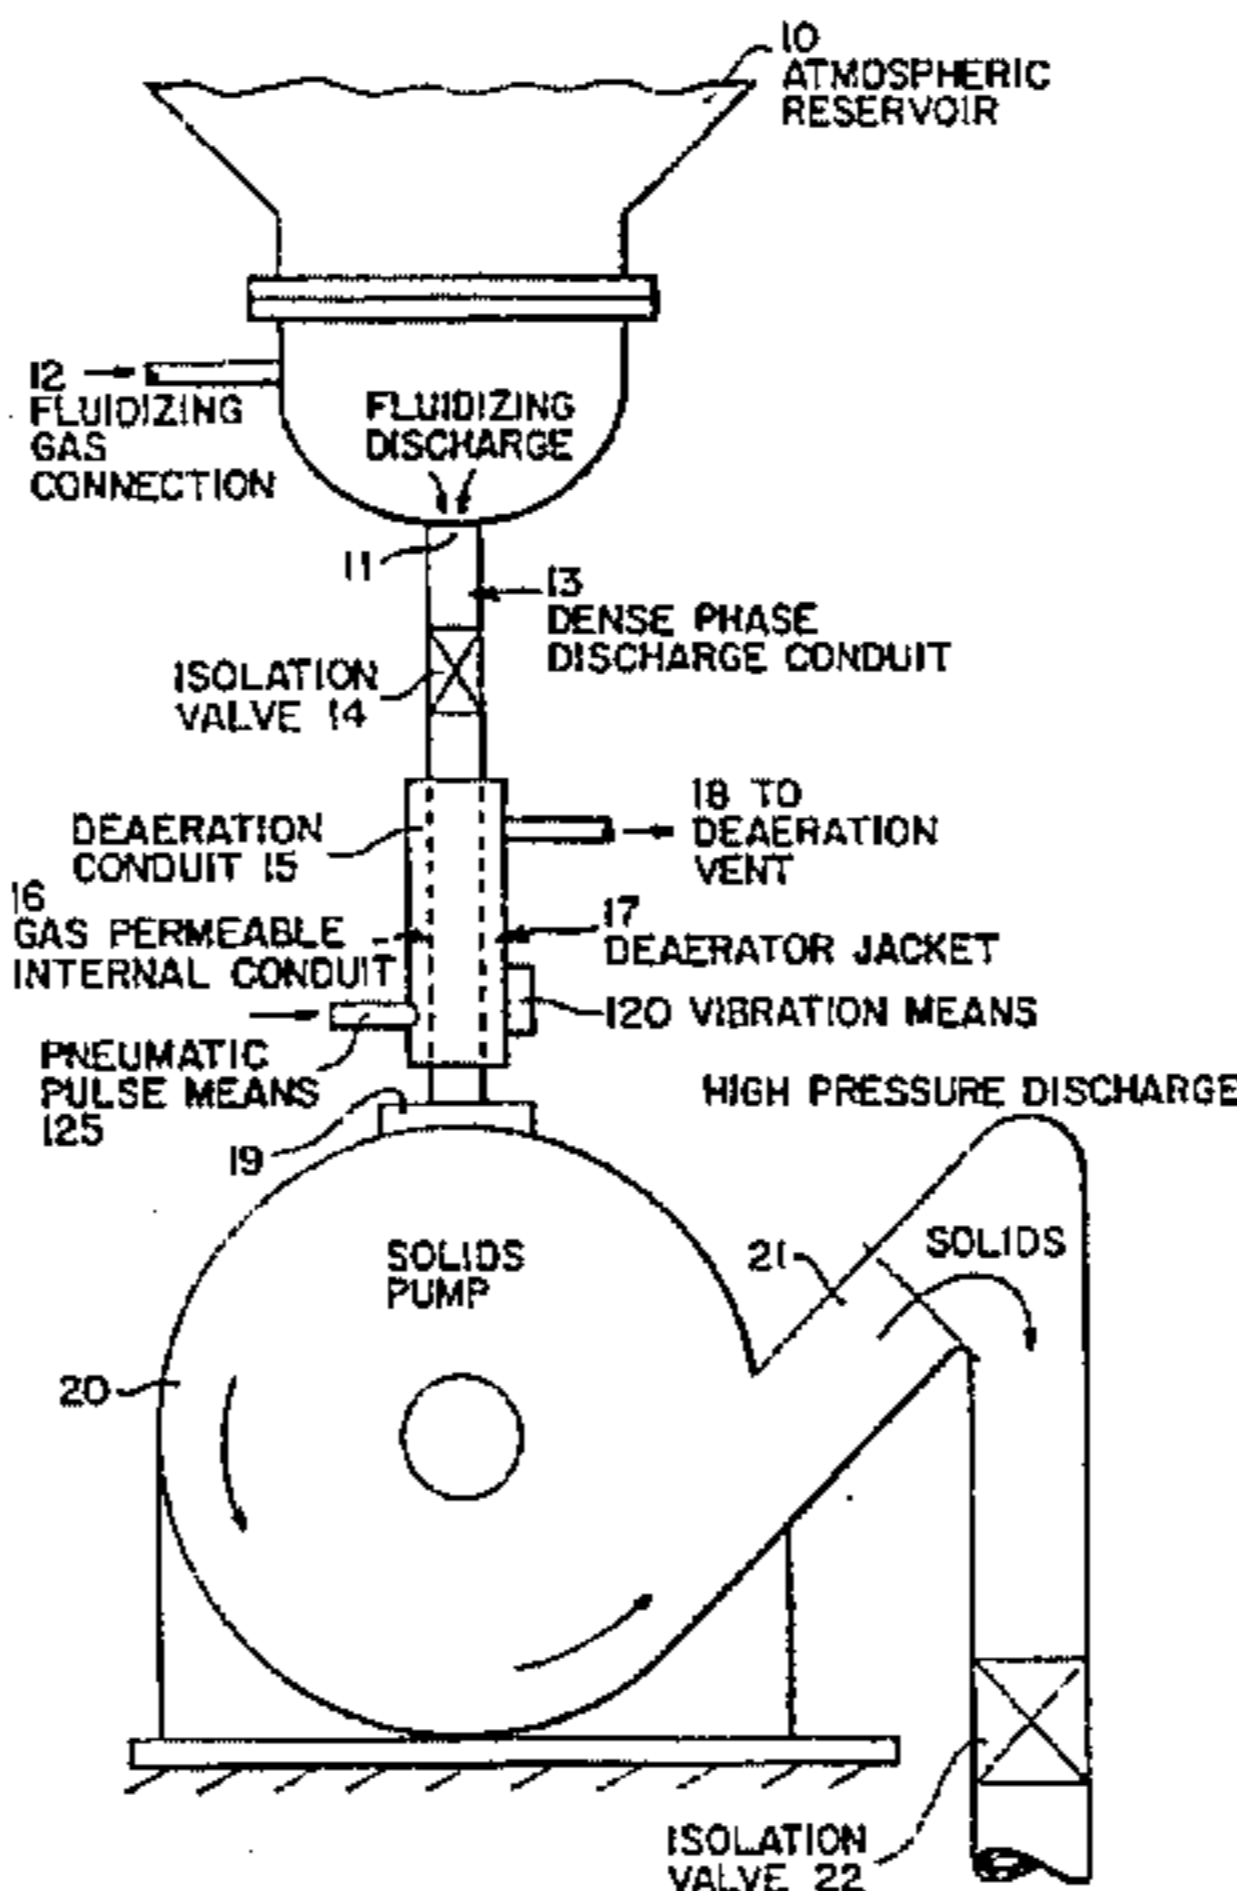 10
ATMOSPHERIC
RESERVOIR
12
FLUIDIZING
GAS
CONNECTION
FLUIDIZING
DISCHARGE
11
13
DENSE PHASE
DISCHARGE CONDUIT
ISOLATION
VALVE 14
18 TO
DEAERATION
VENT
DEAERATION
CONDUIT 15
16
GAS PERMEABLE
INTERNAL CONDUIT
17
DEAERATOR JACKET
120 VIBRATION MEANS
PNEUMATIC
PULSE MEANS
125
HIGH PRESSURE DISCHARGE
19
SOLIDS
PUMP
21
SOLIDS
20
ISOLATION
VALVE 22